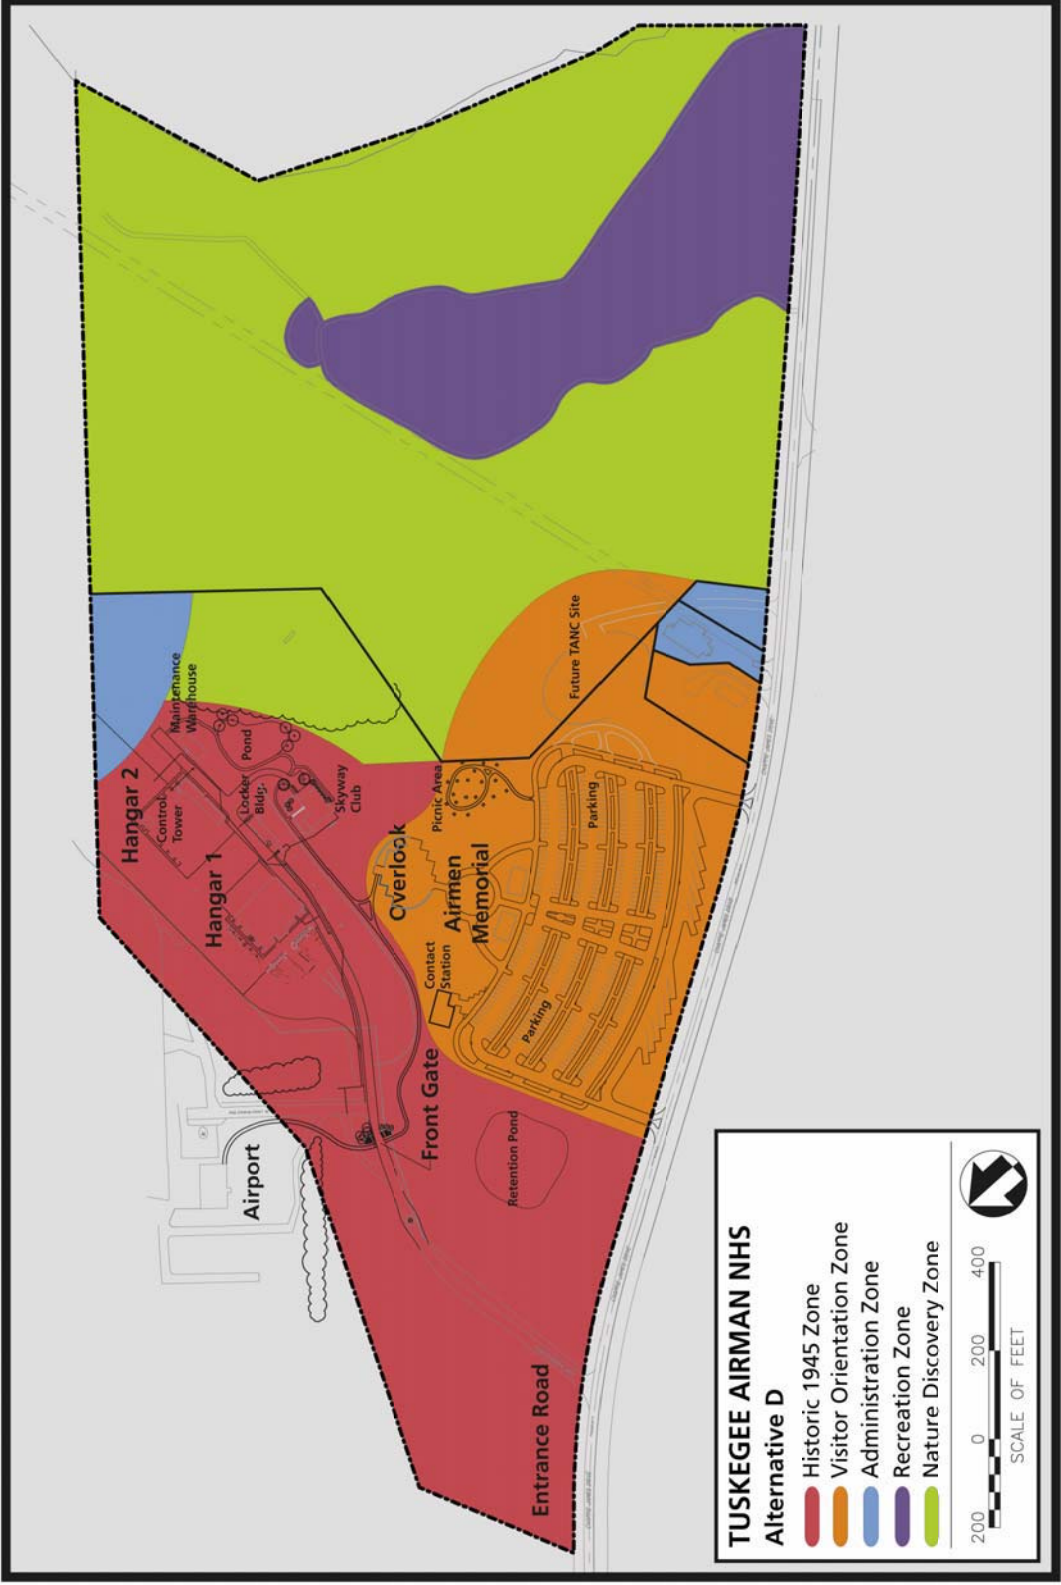 Hangar 2
Control
Tower
Maintenance
Warehouse
Hangar 1
Locker
Bldg.
Pond
Skyway
Club
Airport
Overlook
Picnic Area
Airmen
Memorial
Contact
Station
Front Gate
Future TANC Site
Parking
Parking
Retention Pond
Entrance Road
TUSKEGEE AIRMAN NHS
Alternative D
Historic 1945 Zone
Visitor Orientation Zone
Administration Zone
Recreation Zone
Nature Discovery Zone
200 0 200 400
SCALE OF FEET